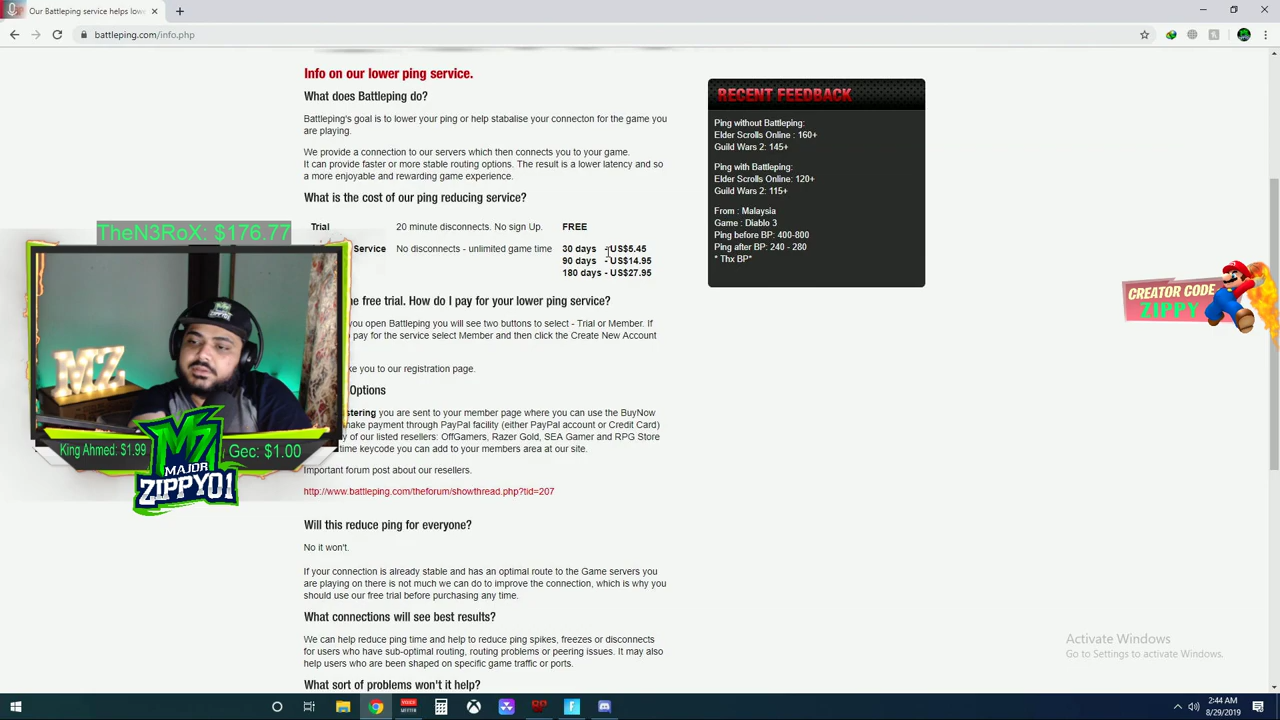 Our Battleping service helps low
battleping.com/info.php
Info on our lower ping service.
What does Battleping do?
Battleping's goal is to lower your ping or help stabalise your connecton for the game you
are playing.
We provide a connection to our servers which then connects you to your game.
It can provide faster or more stable routing options. The result is a lower latency and so
a more enjoyable and rewarding game experience.
What is the cost of our ping reducing service?
Trial 20 minute disconnects. No sign Up. FREE
Service No disconnects - unlimited game time 30 days - US$5.45
90 days - US$14.95
180 days - US$27.95
free trial. How do I pay for your lower ping service?
you open Battleping you will see two buttons to select - Trial or Member. If
pay for the service select Member and then click the Create New Account
you to our registration page.
Options
you are sent to your member page where you can use the BuyNow
payment through PayPal facility (either PayPal account or Credit Card)
of our listed resellers: OffGamers, Razer Gold, SEA Gamer and RPG Store
keycode you can add to your members area at our site.
Important forum post about our resellers.
http://www.battleping.com/theforum/showthread.php?tid=207
Will this reduce ping for everyone?
No it won't.
If your connection is already stable and has an optimal route to the Game servers you
are playing on there is not much we can do to improve the connection, which is why you
should use our free trial before purchasing any time.
What connections will see best results?
We can help reduce ping time and help to reduce ping spikes, freezes or disconnects
for users who have sub-optimal routing, routing problems or peering issues. It may also
help users who are been shaped on specific game traffic or ports.
What sort of problems won't it help?
RECENT FEEDBACK
Ping without Battleping:
Elder Scrolls Online : 160+
Guild Wars 2: 145+
Ping with Battleping:
Elder Scrolls Online: 120+
Guild Wars 2: 115+
From : Malaysia
Game : Diablo 3
Ping before BP: 400-800
Ping after BP: 240 - 280
* Thx BP*
TheN3RoX: $176.77
MZ
King Ahmed: $1.99
Gec: $1.00
MAJOR
ZIPPY01
CREATOR CODE
ZIPPY
Activate Windows
Go to Settings to activate Windows.
2:44 AM
8/29/2019